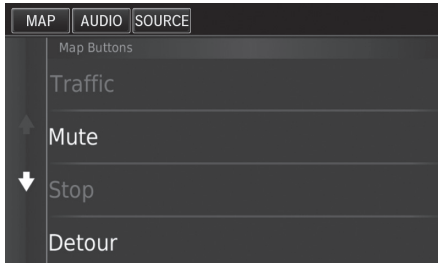 MAP AUDIO SOURCE
Map Buttons
Traffic
Mute
Stop
Detour